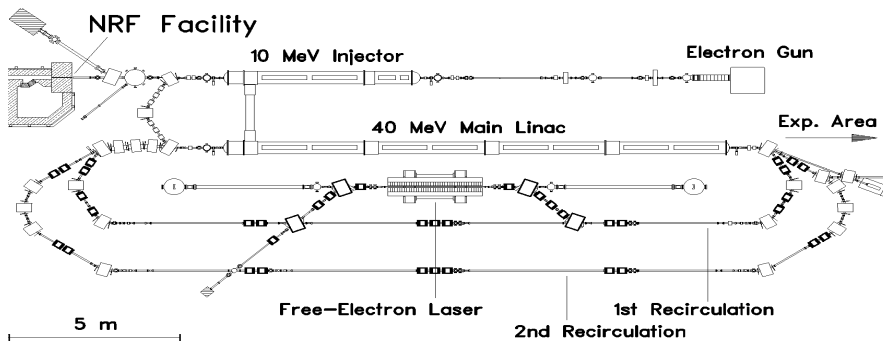 NRF Facility
10 MeV Injector
Electron Gun
40 MeV Main Linac
Exp. Area
Free-Electron Laser
1st Recirculation
2nd Recirculation
5 m